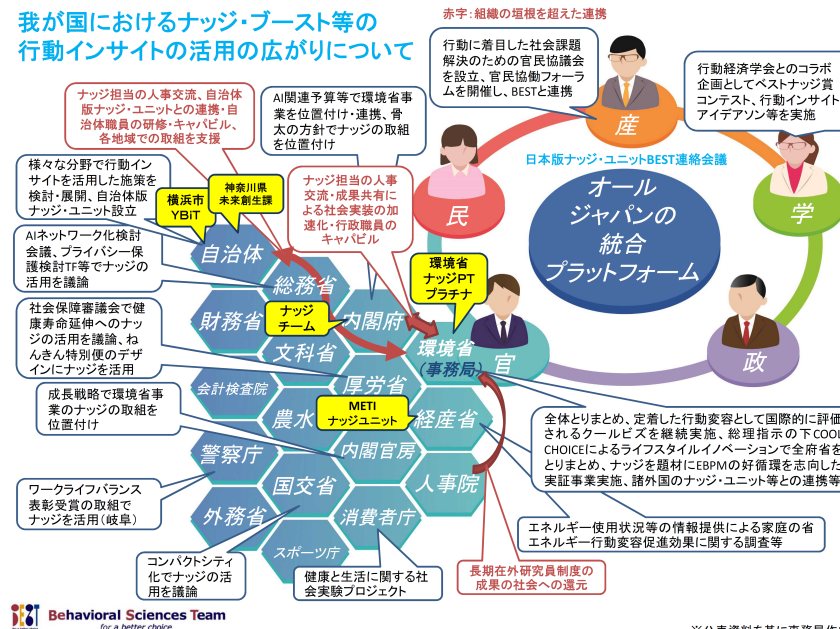 我が国におけるナッジ・ブースト等の
行動インサイトの活用の広がりについて
赤字：組織の垣根を超えた連携
行動に着目した社会課題
解決のための官民協議会
を設立、官民協働フォーラ
ムを開催し、BESTと連携
行動経済学会とのコラボ
企画としてベストナッジ賞
コンテスト、行動インサイト
アイデアソン等を実施
ナッジ担当の人事交流、自治体
版ナッジ・ユニットとの連携・自
治体職員の研修・キャパビル、
各地域での取組を支援
AI関連予算等で環境省事
業を位置付け・連携、骨
太の方針でナッジの取組
を位置付け
産
日本版ナッジ・ユニットBEST連絡会議
様々な分野で行動イン
サイトを活用した施策を
検討・展開、自治体版
ナッジ・ユニット設立
横浜市
YBiT
神奈川県
未来創生課
ナッジ担当の人事
交流・成果共有に
よる社会実装の加
速化・行政職員の
キャパビル
民
学
オール
ジャパンの
統合
プラットフォーム
AIネットワーク化検討
会議、プライバシー保
護検討TF等でナッジの
活用を議論
自治体
総務省
環境省
ナッジPT
プラチナ
社会保障審議会で健
康寿命延伸へのナッ
ジの活用を議論、ね
んきん特別便のデザ
インにナッジを活用
財務省
ナッジ
チーム
内閣府
文科省
環境省
(事務局)
官
政
会計検査院
厚労省
成長戦略で環境省事
業のナッジの取組を
位置付け
農水
METI
ナッジユニット
経産省
全体とりまとめ、定着した行動変容として国際的に評価
されるクールビズを継続実施、総理指示の下COOL
CHOICEによるライフスタイルイノベーションで全府省を
とりまとめ、ナッジを題材にEBPMの好循環を志向した
実証事業実施、諸外国のナッジ・ユニット等との連携等
警察庁
内閣官房
人事院
ワークライフバランス
表彰受賞の取組で
ナッジを活用（岐阜）
国交省
外務省
消費者庁
エネルギー使用状況等の情報提供による家庭の省
エネルギー行動変容促進効果に関する調査等
スポーツ庁
コンパクトシティ
化でナッジの活
用を議論
健康と生活に関する社
会実験プロジェクト
長期在外研究員制度の
成果の社会への還元
BEST
Behavioral Sciences Team
for a better choice